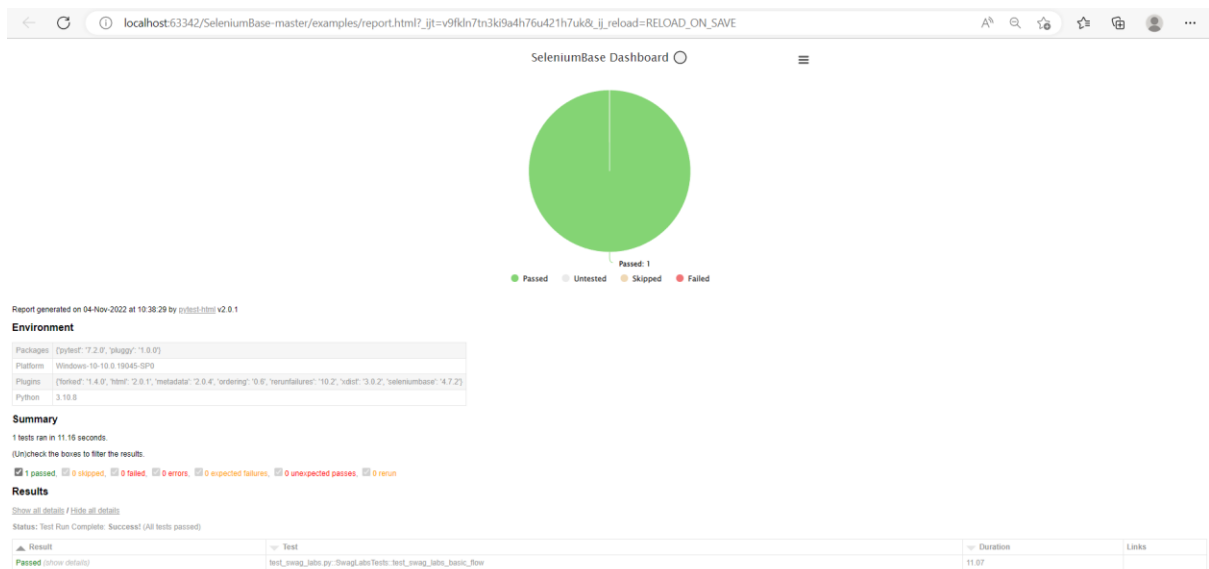 localhost:63342/SeleniumBase-master/examples/report.html?_ijt=v9fkln7tn3ki9a4h76u421h7uk&_ij_reload=RELOAD_ON_SAVE
SeleniumBase Dashboard
Passed: 1
Passed Untested Skipped Failed
Report generated on 04-Nov-2022 at 10:38:29 by pytest-html v2.0.1
Environment
Packages {'pytest': '7.2.0', 'pluggy': '1.0.0'}
Platform Windows-10-10.0.19045-SP0
Plugins {'forked': '1.4.0', 'html': '2.0.1', 'metadata': '2.0.4', 'ordering': '0.6', 'rerunfailures': '10.2', 'xdist': '3.0.2', 'seleniumbase': '4.7.2'}
Python 3.10.8
Summary
1 tests ran in 11.16 seconds.
(Un)check the boxes to filter the results.
1 passed, 0 skipped, 0 failed, 0 errors, 0 expected failures, 0 unexpected passes, 0 rerun
Results
Show all details / Hide all details
Status: Test Run Complete: Success! (All tests passed)
Result Test Duration Links
Passed (show details) test_swag_labs.py::SwagLabsTests::test_swag_labs_basic_flow 11.07